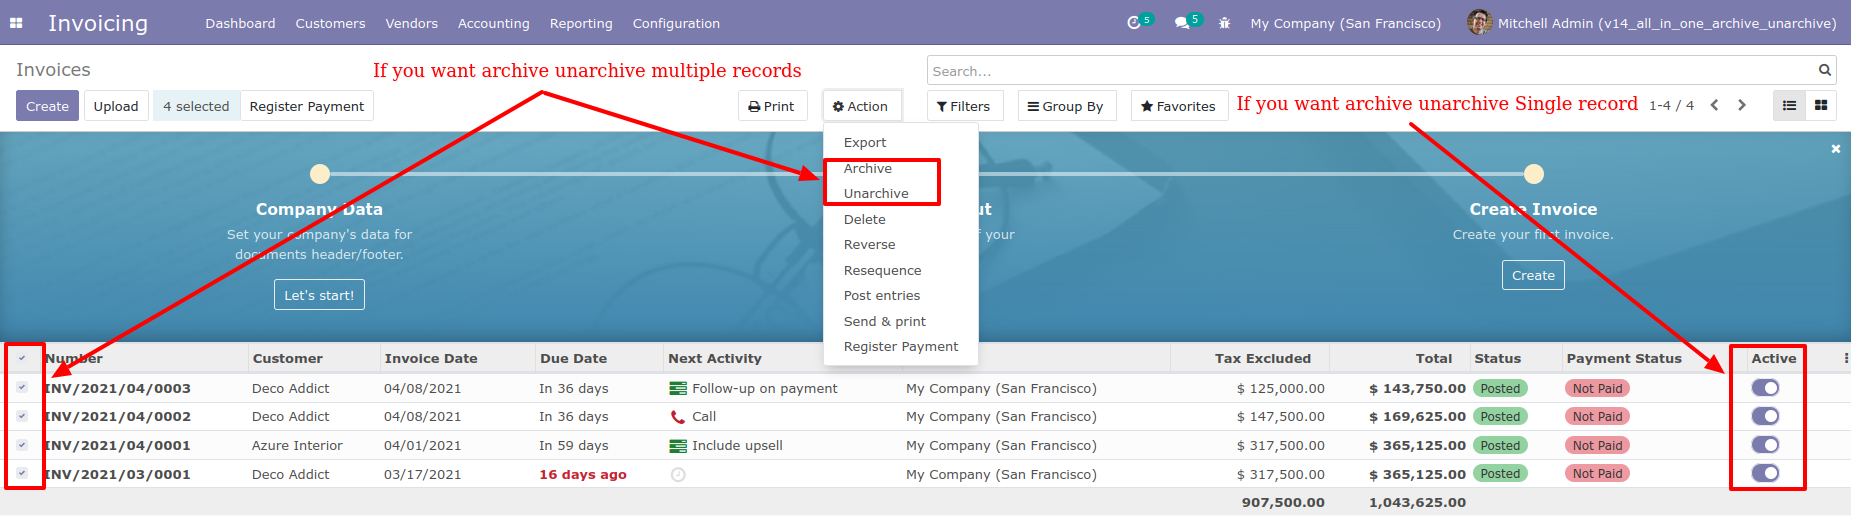 Invoicing Dashboard Customers Vendors Accounting Reporting Configuration 5 5 My Company (San Francisco) Mitchell Admin (v14_all_in_one_archive_unarchive)
Invoices If you want archive unarchive multiple records Search...
Create Upload 4 selected Register Payment Print Action Filters Group By Favorites If you want archive unarchive Single record 1-4 / 4
Export
Archive
Unarchive
Delete
Reverse
Resequence
Post entries
Send & print
Register Payment
Company Data
Set your company's data for
documents header/footer.
Let's start!
ut
f your
Create Invoice
Create your first invoice.
Create
Number Customer Invoice Date Due Date Next Activity Tax Excluded Total Status Payment Status Active
INV/2021/04/0003 Deco Addict 04/08/2021 In 36 days Follow-up on payment My Company (San Francisco) $ 125,000.00 $ 143,750.00 Posted Not Paid
INV/2021/04/0002 Deco Addict 04/08/2021 In 36 days Call My Company (San Francisco) $ 147,500.00 $ 169,625.00 Posted Not Paid
INV/2021/04/0001 Azure Interior 04/01/2021 In 59 days Include upsell My Company (San Francisco) $ 317,500.00 $ 365,125.00 Posted Not Paid
INV/2021/03/0001 Deco Addict 03/17/2021 16 days ago My Company (San Francisco) $ 317,500.00 $ 365,125.00 Posted Not Paid
907,500.00 1,043,625.00